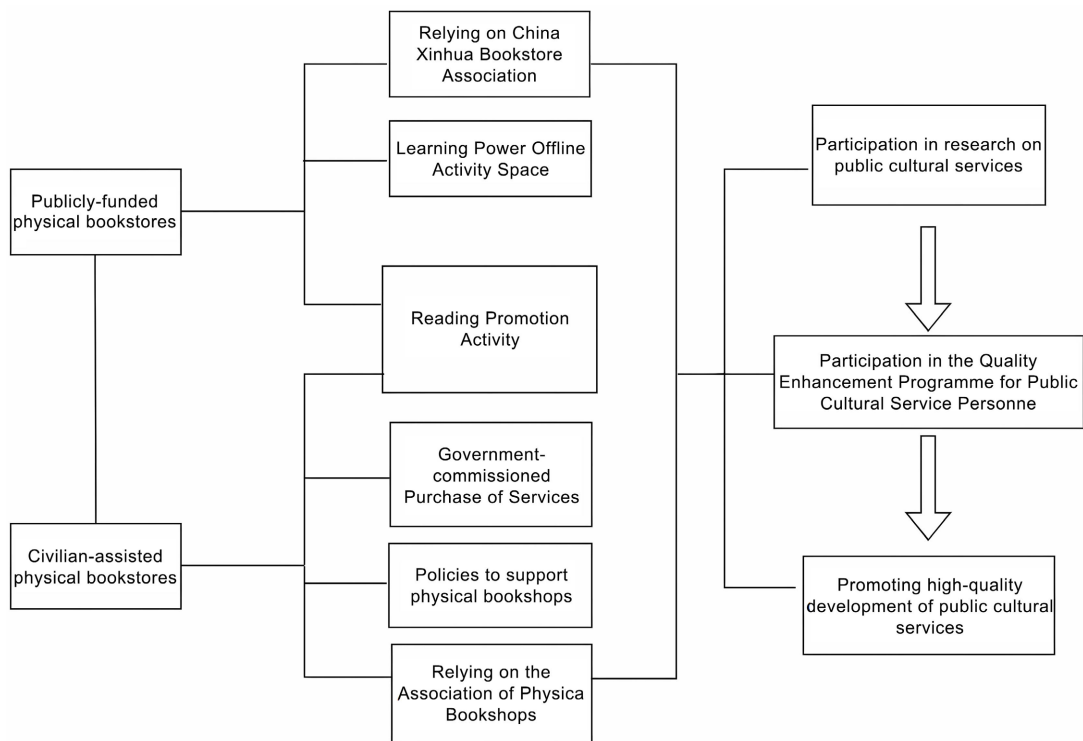 Publicly-funded
physical bookstores
Civilian-assisted
physical bookstores
Relying on China
Xinhua Bookstore
Association
Learning Power Offline
Activity Space
Reading Promotion
Activity
Government-
commissioned
Purchase of Services
Policies to support
physical bookshops
Relying on the
Association of Physica
Bookshops
Participation in research on
public cultural services
Participation in the Quality
Enhancement Programme for Public
Cultural Service Personne
Promoting high-quality
development of public cultural
services